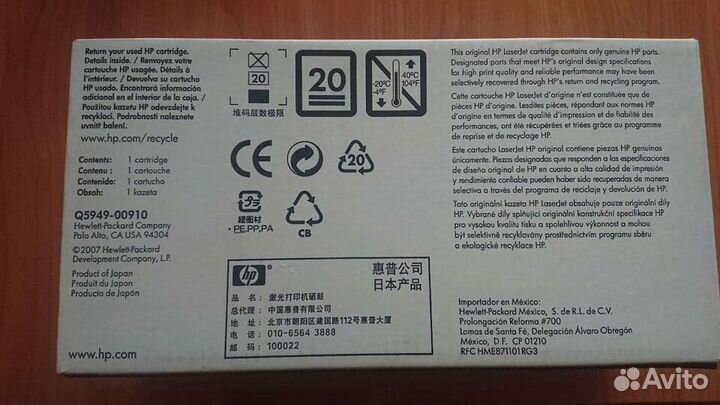 Return your used HP cartridge.
Details inside. / Renvoyez votre
cartouche HP usagée. Détails à
l'intérieur. / Devuelva su cartucho
HP usado. Encontrará información
adicional en el interior de la caja. /
Použitou kazetu HP odevzdejte k
recyklaci. Podrobnosti naleznete
uvnitř balení.
www.hp.com/recycle
Contents: 1 cartridge
Contenu : 1 cartouche
Contenido: 1 cartucho
Obsah: 1 kazeta
Q5949-00910
Hewlett-Packard Company
Palo Alto, CA USA 94304
©2007 Hewlett-Packard
Development Company, L.P.
Product of Japan
Produit du Japon
Producto de Japón
www.hp.com
20
堆码层数极限
20
-20°C
-4°F
40°C
104°F
CE
20
プラ
緩衝材
·PE,PP,PA
CB
hp
惠普公司
日本产品
品 名: 激光打印机硒鼓
总代理: 中国惠普有限公司
地 址: 北京市朝阳区建国路112号惠普大厦
电 话: 010-6564 3888
邮 码: 100022
This original HP LaserJet cartridge contains only genuine HP parts.
Designated parts that meet HP's original design specifications
for high print quality and reliable performance may have been
selectively recovered through HP's return and recycling program.
Cette cartouche HP LaserJet d'origine n'est constituée que de
pièces HP d'origine. Lesdites pièces, répondant aux normes HP
d'origine en termes de qualité d'impression et de fiabilité des
performances, ont été récupérées et triées grâce au programme
de reprise et de recyclage HP.
Este cartucho LaserJet de HP original contiene piezas HP genuinas
únicamente. Piezas designadas que responden a las especificaciones
de diseño original de HP en cuanto a alta calidad de impresión
y rendimiento confiable pueden haber sido recuperadas de manera
selectiva a través del programa de reciclaje y devolución de HP.
Tato originální kazeta HP LaserJet obsahuje pouze originální díly
HP. Vybrané díly splňující originální konstrukční specifikace HP
pro vysokou kvalitu tisku a spolehlivou výkonnost a mohou
být selektivně recyklovány prostřednictvím programu sběru
a ekologické recyklace HP.
Importador en México:
Hewlett-Packard México, S. de R.L. de C.V.
Prolongación Reforma #700
Lomas de Santa Fé, Delegación Álvaro Obregón
México, D.F. CP 01210
RFC HME871101RG3
Avito